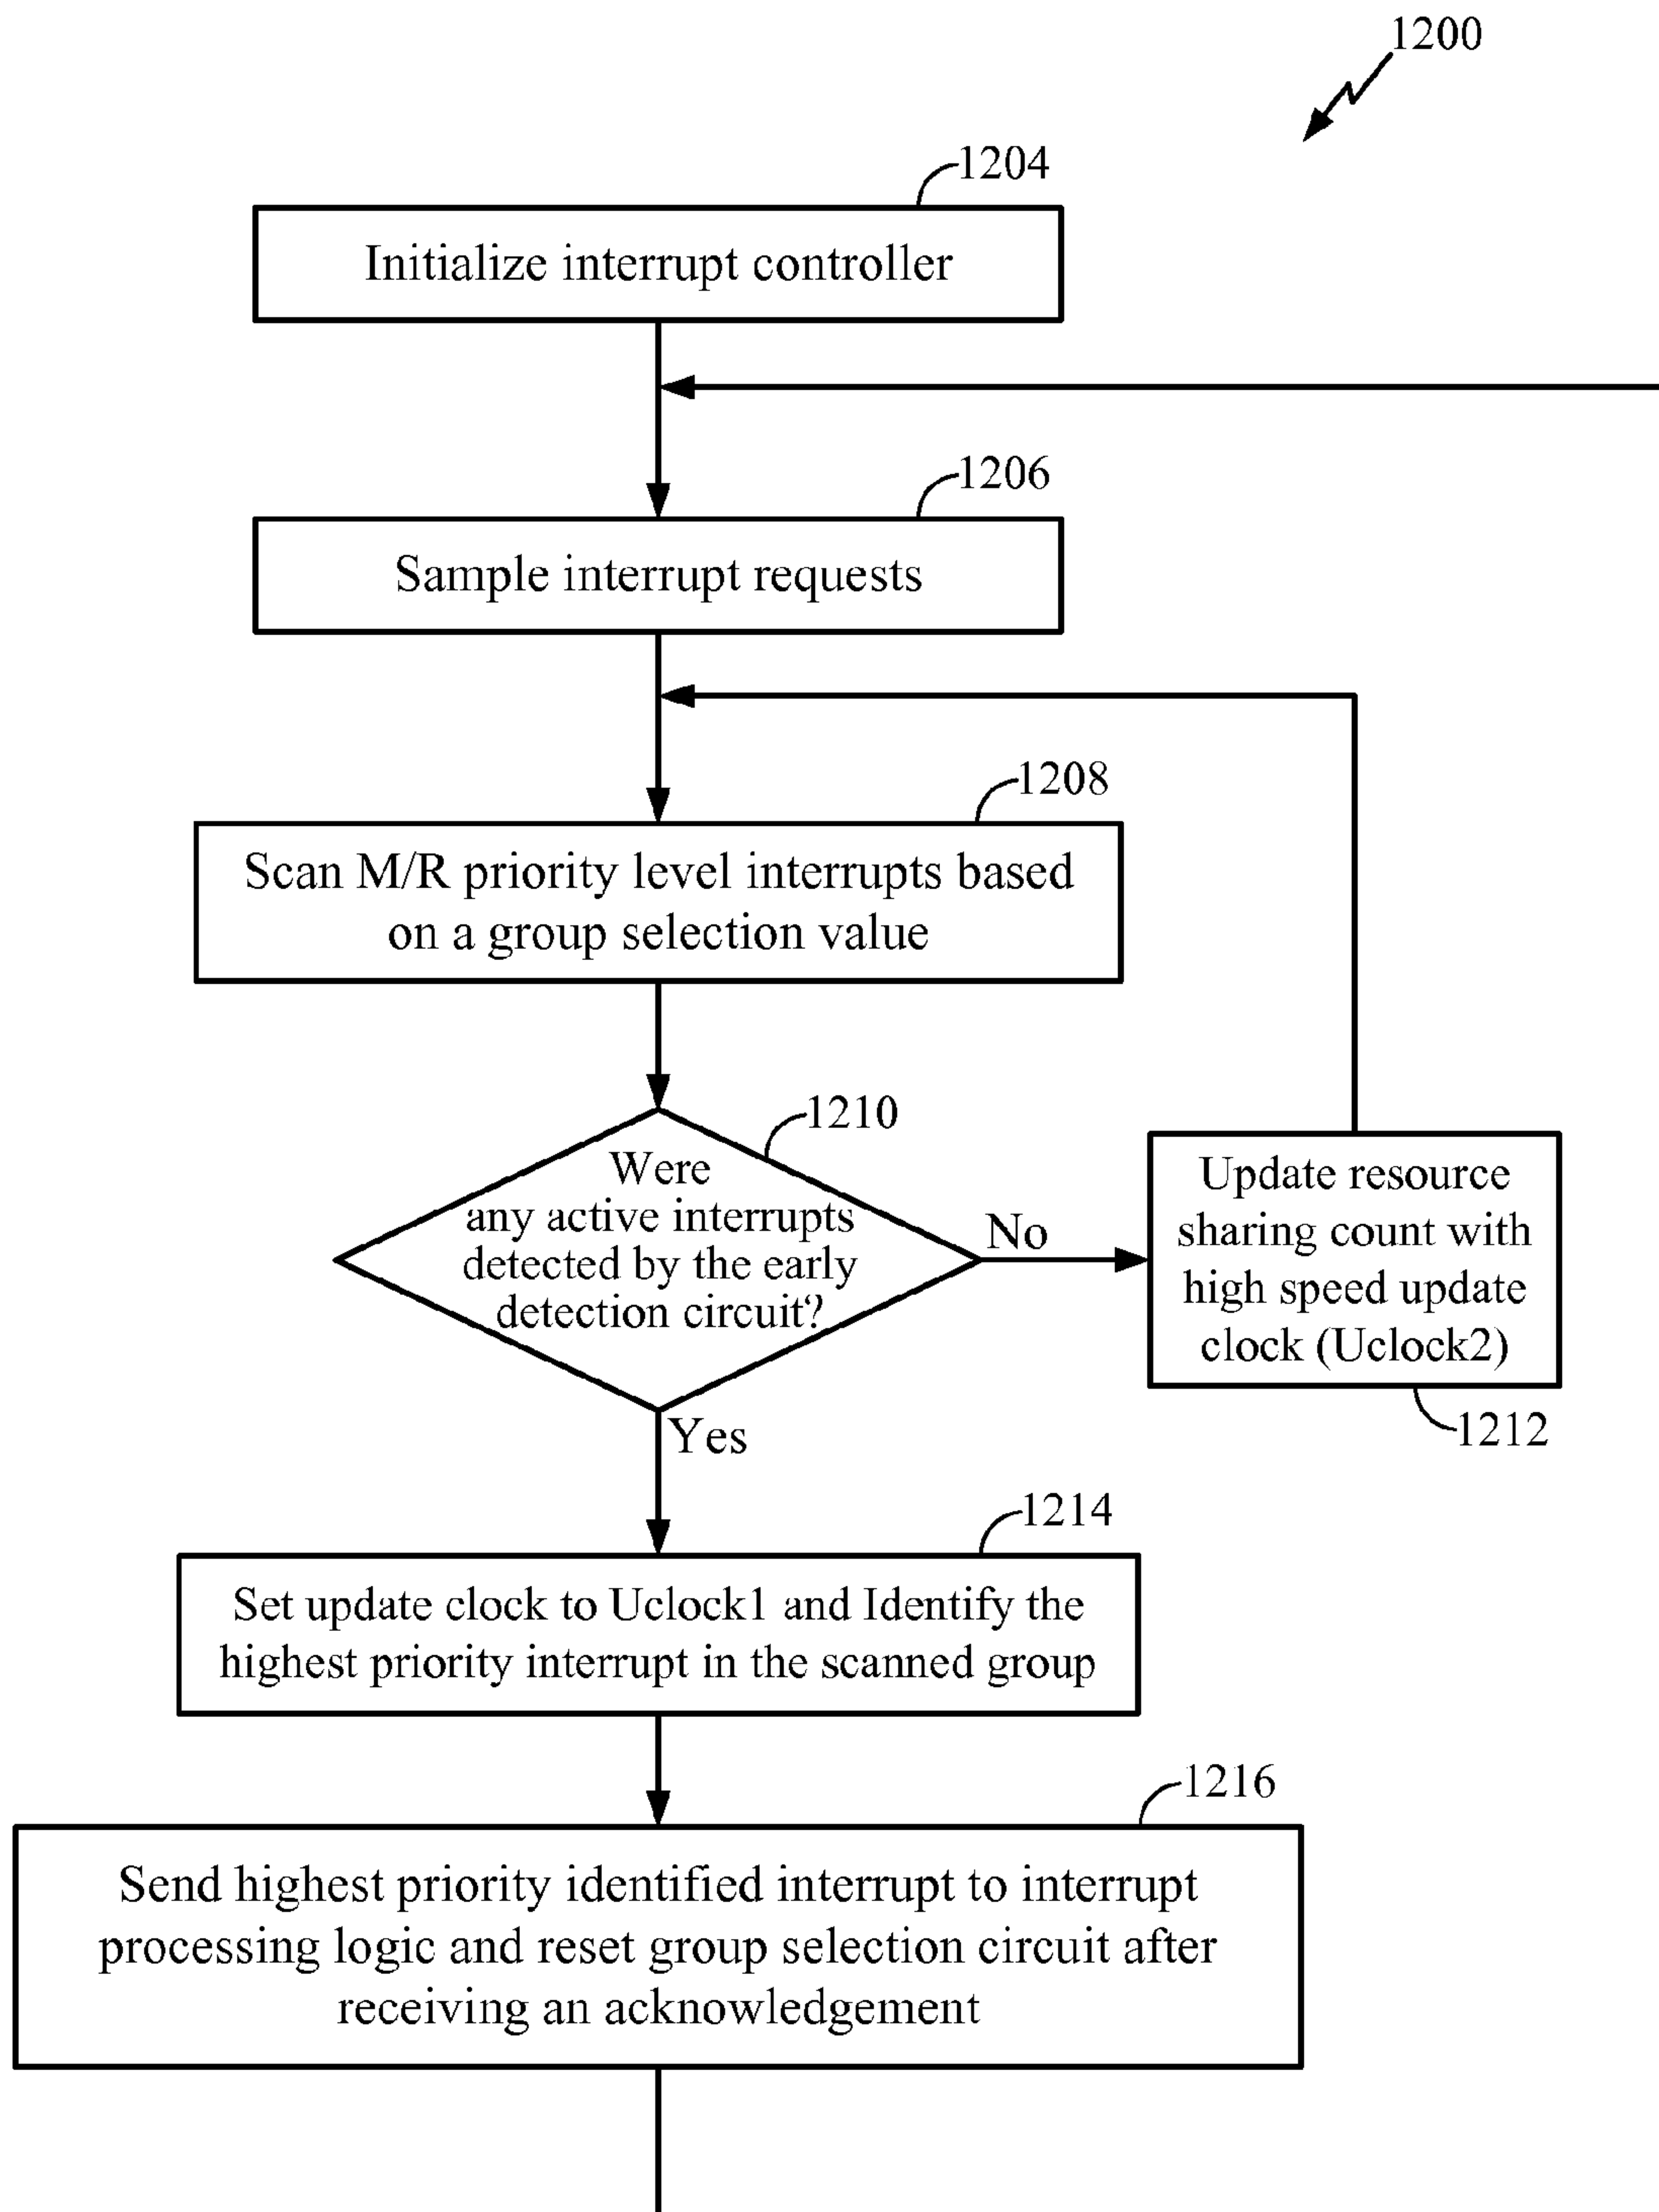 1200
1204
Initialize interrupt controller
1206
Sample interrupt requests
1208
Scan M/R priority level interrupts based
on a group selection value
1210
Were
any active interrupts
detected by the early
detection circuit?
No
Update resource
sharing count with
high speed update
clock (Uclock2)
1212
Yes
1214
Set update clock to Uclock1 and Identify the
highest priority interrupt in the scanned group
1216
Send highest priority identified interrupt to interrupt
processing logic and reset group selection circuit after
receiving an acknowledgement